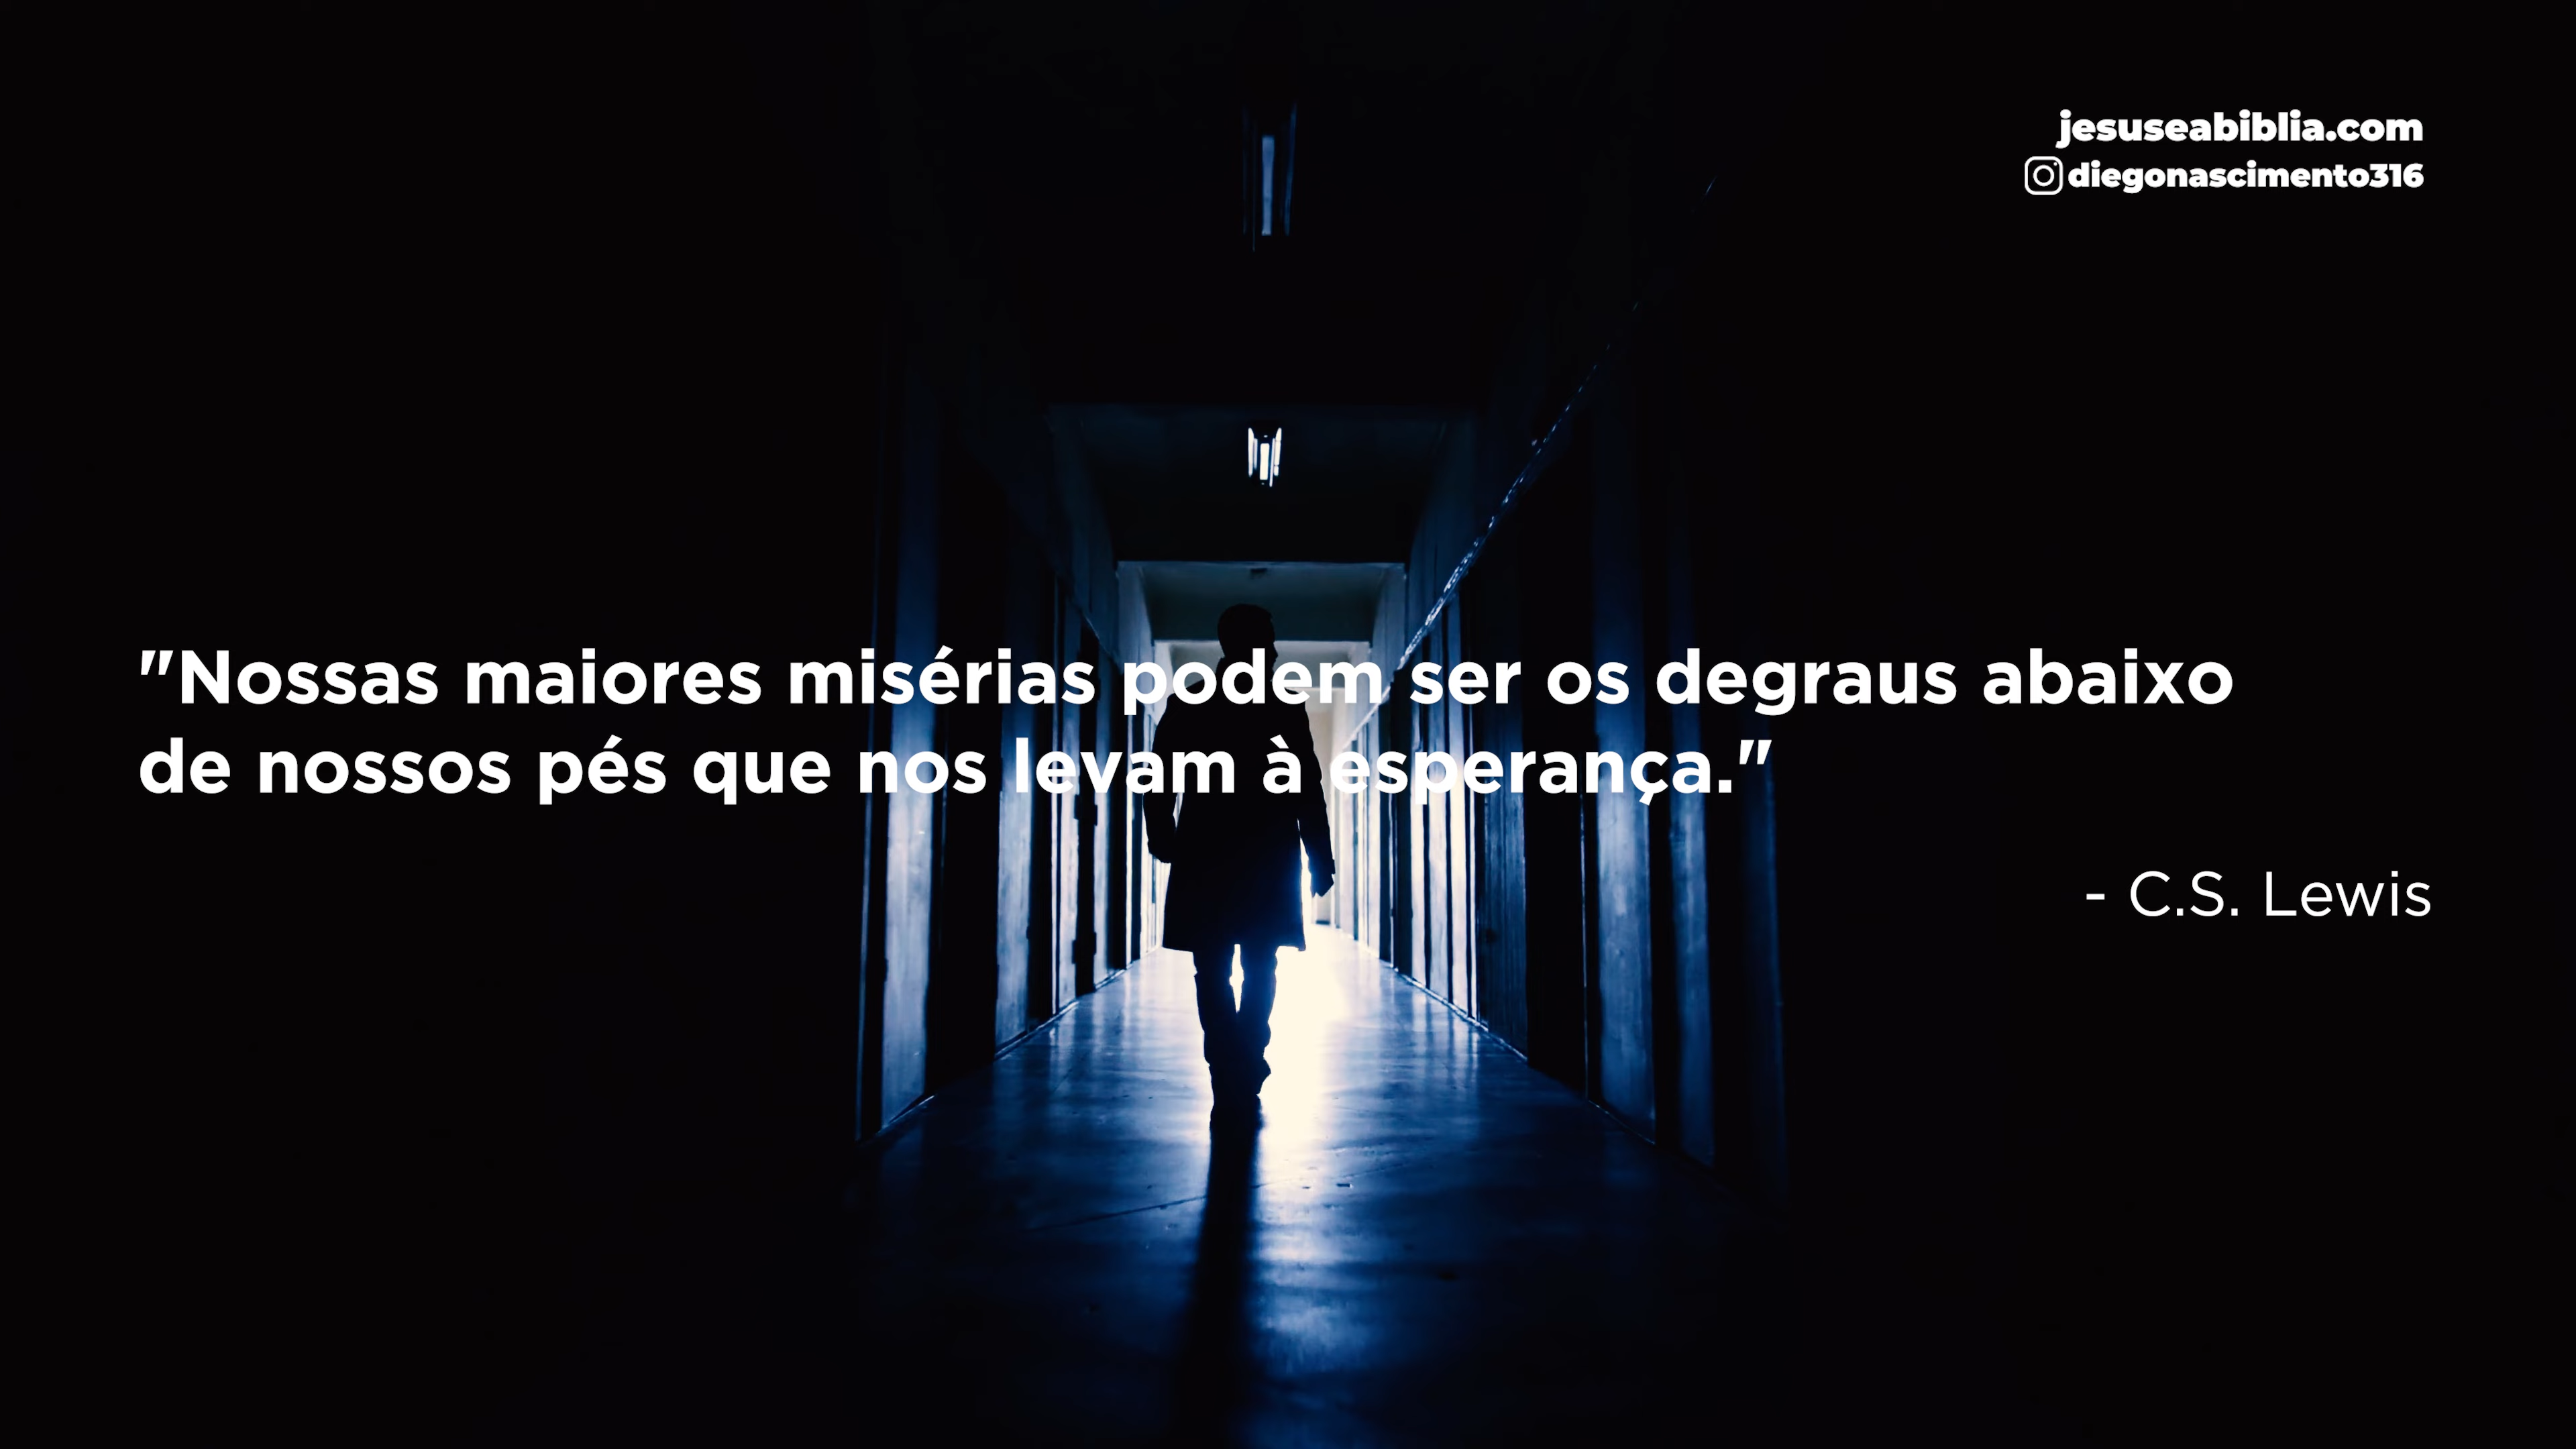 jesuseabiblia.com
diegonascimento316
"Nossas maiores misérias podem ser os degraus abaixo
de nossos pés que nos levam à esperança."
- C.S. Lewis